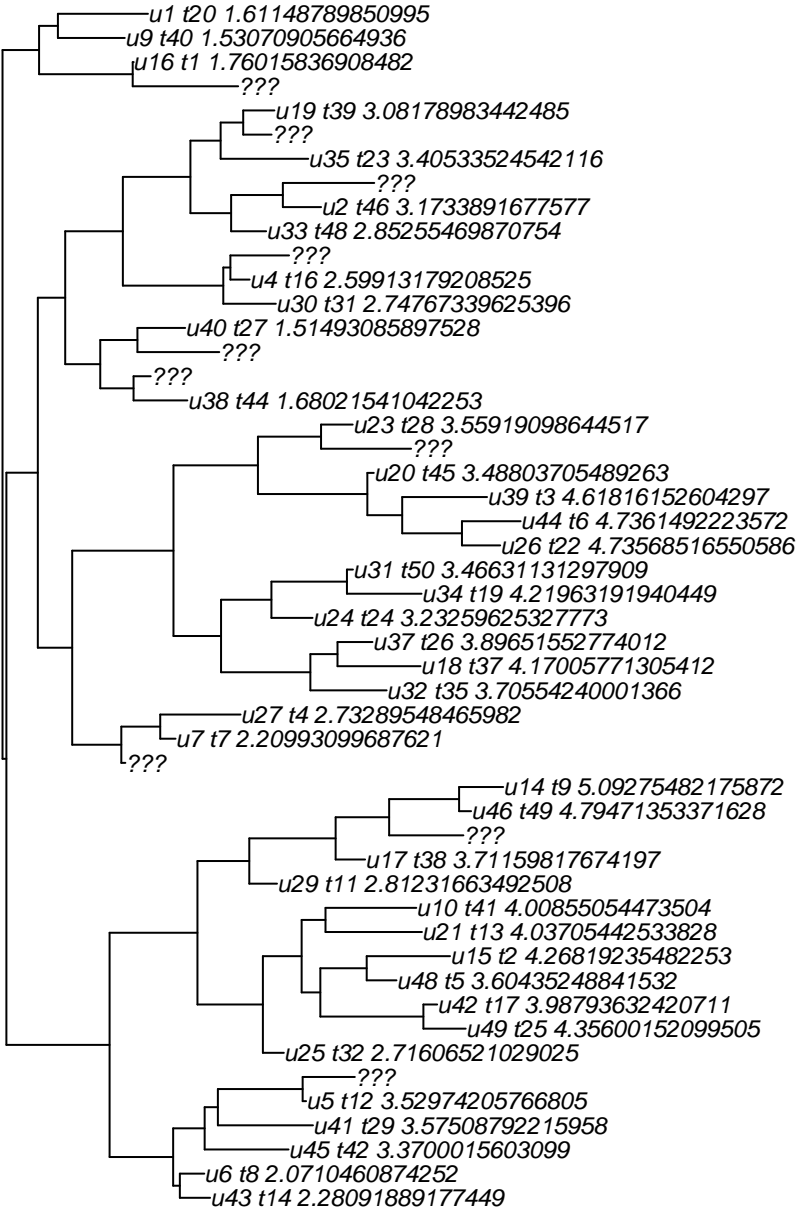 u1 t20 1.61148789850995
u9 t40 1.53070905664936
u16 t1 1.76015836908482
???
u19 t39 3.08178983442485
???
u35 t23 3.40533524542116
???
u2 t46 3.1733891677577
u33 t48 2.85255469870754
???
u4 t16 2.59913179208525
u30 t31 2.74767339625396
u40 t27 1.51493085897528
???
???
u38 t44 1.68021541042253
u23 t28 3.55919098644517
???
u20 t45 3.48803705489263
u39 t3 4.61816152604297
u44 t6 4.7361492223572
u26 t22 4.73568516550586
u31 t50 3.46631131297909
u34 t19 4.21963191940449
u24 t24 3.23259625327773
u37 t26 3.89651552774012
u18 t37 4.17005771305412
u32 t35 3.70554240001366
u27 t4 2.73289548465982
u7 t7 2.20993099687621
???
u14 t9 5.09275482175872
u46 t49 4.79471353371628
???
u17 t38 3.71159817674197
u29 t11 2.81231663492508
u10 t41 4.00855054473504
u21 t13 4.03705442533828
u15 t2 4.26819235482253
u48 t5 3.60435248841532
u42 t17 3.98793632420711
u49 t25 4.35600152099505
u25 t32 2.71606521029025
???
u5 t12 3.52974205766805
u41 t29 3.57508792215958
u45 t42 3.3700015603099
u6 t8 2.0710460874252
u43 t14 2.28091889177449